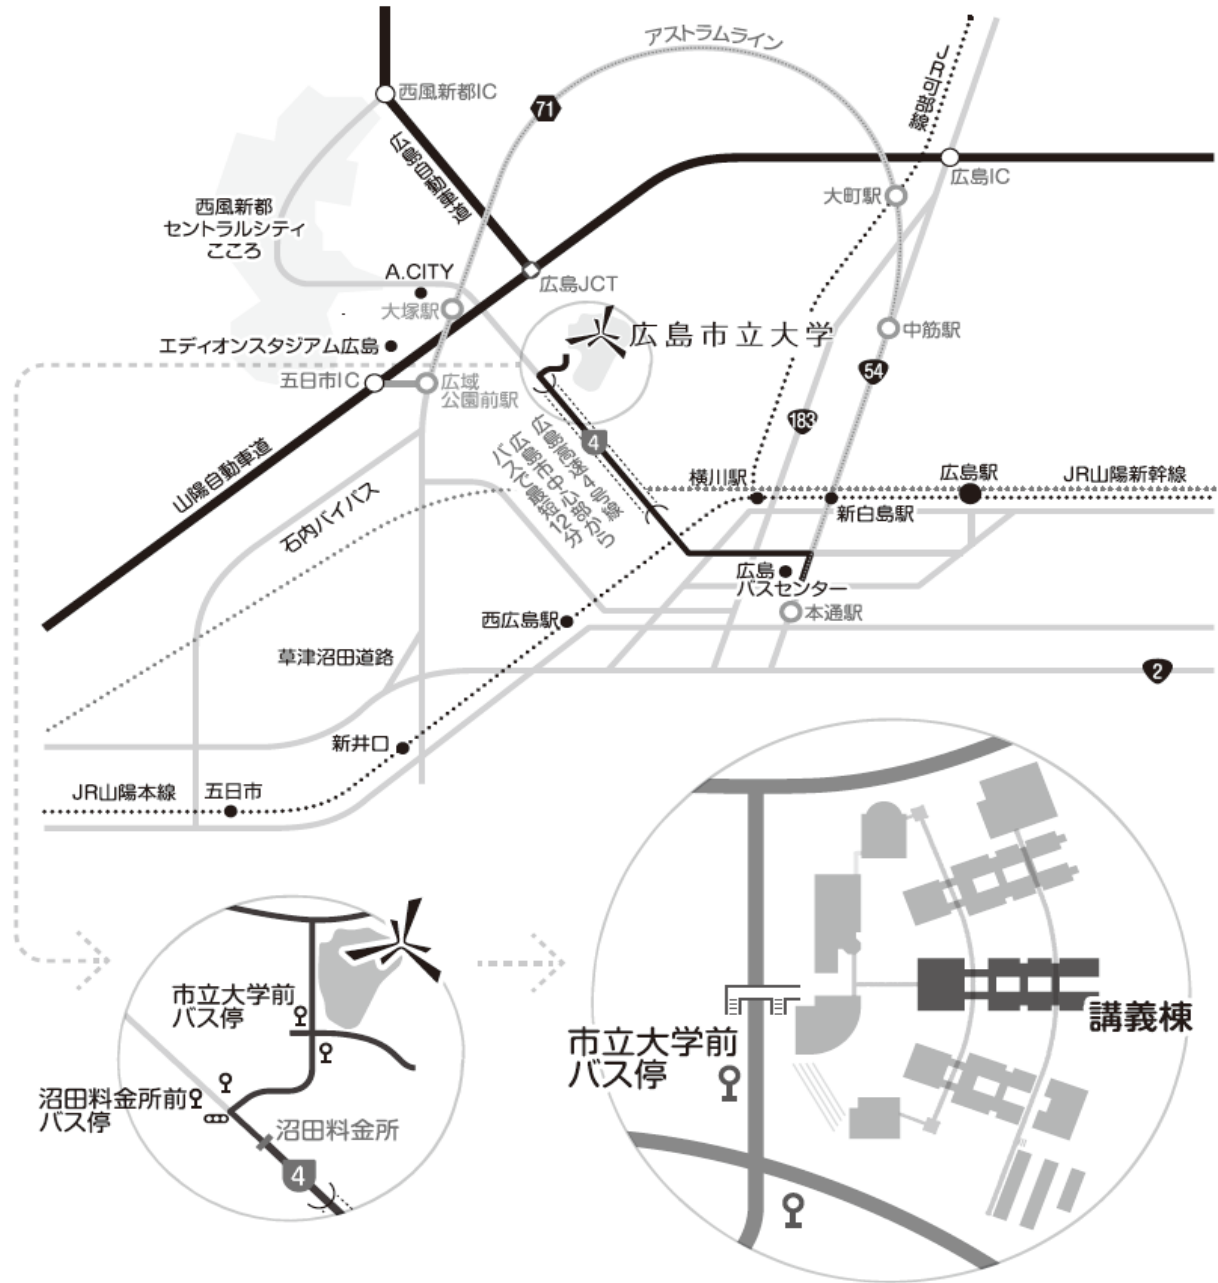 アストラムライン
JR可部線
西風新都IC
71
広島自動車道
広島IC
大町駅
西風新都
セントラルシティ
こころ
A.CITY
広島JCT
大塚駅
広島市立大学
中筋駅
エディオンスタジアム広島
五日市IC
広域
公園前駅
54
183
4
広島高速4号線
広島市中心部から
バスで最短12分
山陽自動車道
石内バイパス
横川駅
広島駅
JR山陽新幹線
新白島駅
広島
バスセンター
本通駅
西広島駅
草津沼田道路
2
新井口
JR山陽本線
五日市
市立大学前
バス停
沼田料金所前
バス停
沼田料金所
4
市立大学前
バス停
講義棟